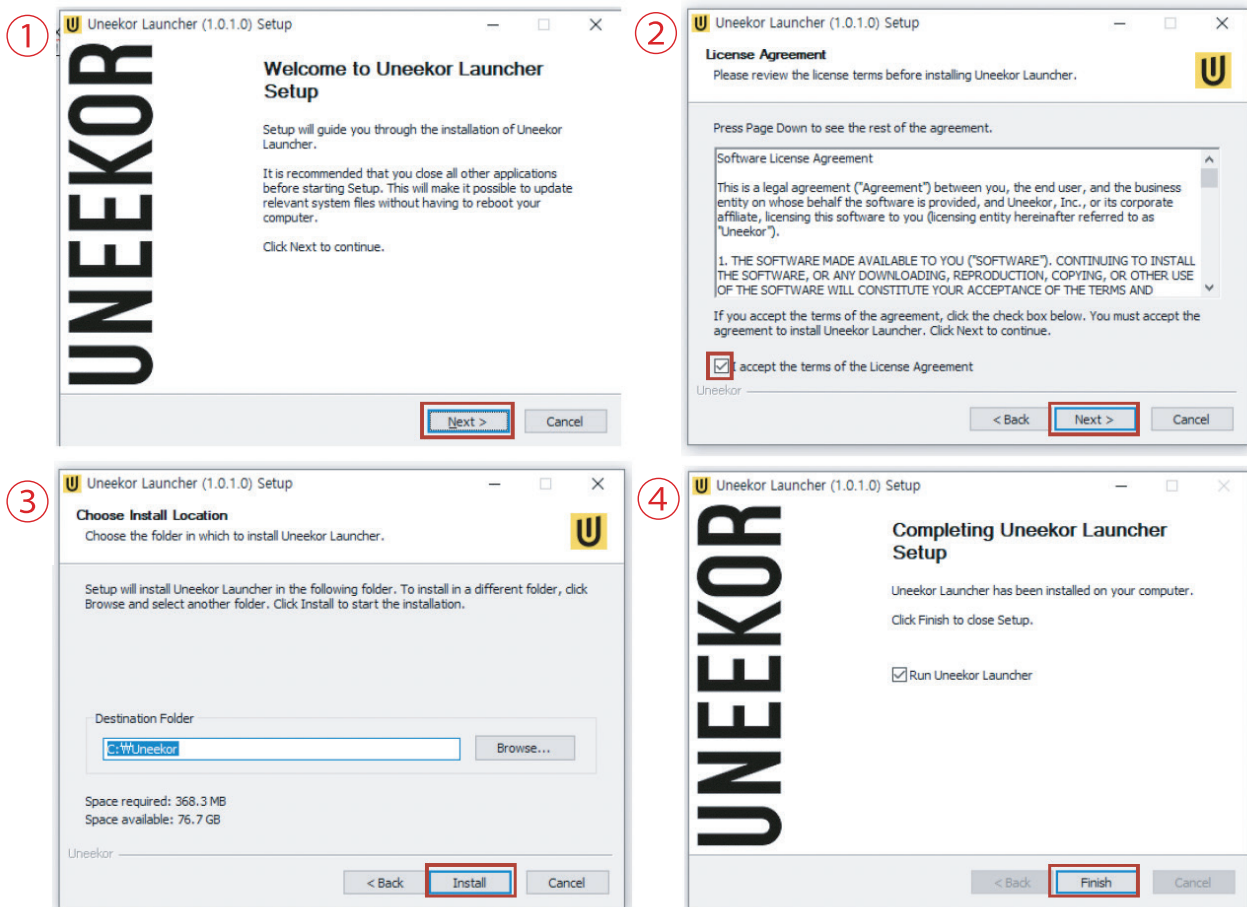 ①
Uneekor Launcher (1.0.1.0) Setup
UNEEKOR
Welcome to Uneekor Launcher
Setup
Setup will guide you through the installation of Uneekor
Launcher.
It is recommended that you close all other applications
before starting Setup. This will make it possible to update
relevant system files without having to reboot your
computer.
Click Next to continue.
Next >
Cancel
②
Uneekor Launcher (1.0.1.0) Setup
License Agreement
Please review the license terms before installing Uneekor Launcher.
Press Page Down to see the rest of the agreement.
Software License Agreement
This is a legal agreement ("Agreement") between you, the end user, and the business
entity on whose behalf the software is provided, and Uneekor, Inc., or its corporate
affiliate, licensing this software to you (licensing entity hereinafter referred to as
"Uneekor").
1. THE SOFTWARE MADE AVAILABLE TO YOU ("SOFTWARE"). CONTINUING TO INSTALL
THE SOFTWARE, OR ANY DOWNLOADING, REPRODUCTION, COPYING, OR OTHER USE
OF THE SOFTWARE WILL CONSTITUTE YOUR ACCEPTANCE OF THE TERMS AND
If you accept the terms of the agreement, click the check box below. You must accept the
agreement to install Uneekor Launcher. Click Next to continue.
I accept the terms of the License Agreement
Uneekor
< Back
Next >
Cancel
③
Uneekor Launcher (1.0.1.0) Setup
Choose Install Location
Choose the folder in which to install Uneekor Launcher.
Setup will install Uneekor Launcher in the following folder. To install in a different folder, click
Browse and select another folder. Click Install to start the installation.
Destination Folder
C:₩Uneekor
Browse...
Space required: 368.3 MB
Space available: 76.7 GB
Uneekor
< Back
Install
Cancel
④
Uneekor Launcher (1.0.1.0) Setup
UNEEKOR
Completing Uneekor Launcher
Setup
Uneekor Launcher has been installed on your computer.
Click Finish to close Setup.
Run Uneekor Launcher
< Back
Finish
Cancel